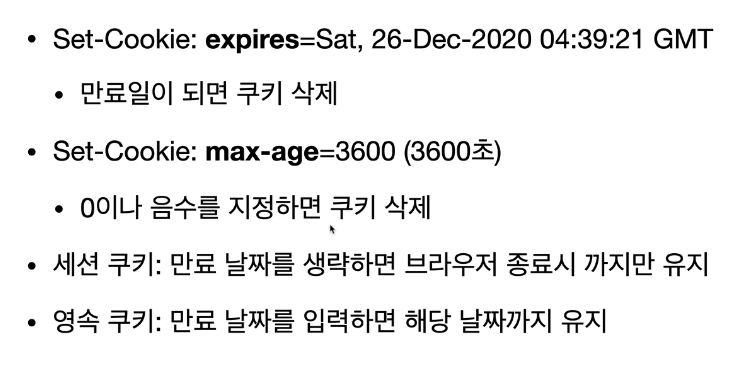 • Set-Cookie: expires=Sat, 26-Dec-2020 04:39:21 GMT
• 만료일이 되면 쿠키 삭제
• Set-Cookie: max-age=3600 (3600초)
• 0이나 음수를 지정하면 쿠키 삭제
• 세션 쿠키: 만료 날짜를 생략하면 브라우저 종료시 까지만 유지
• 영속 쿠키: 만료 날짜를 입력하면 해당 날짜까지 유지